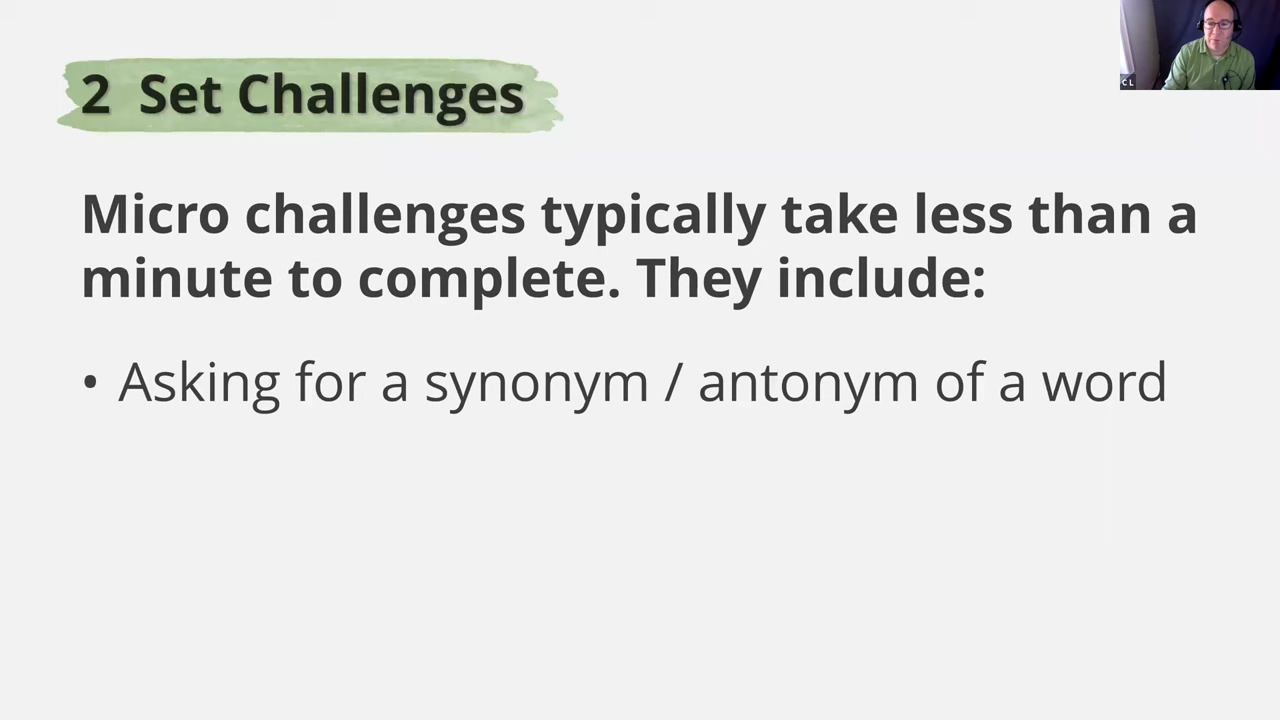 2 Set Challenges
CL
Micro challenges typically take less than a
minute to complete. They include:
• Asking for a synonym / antonym of a word